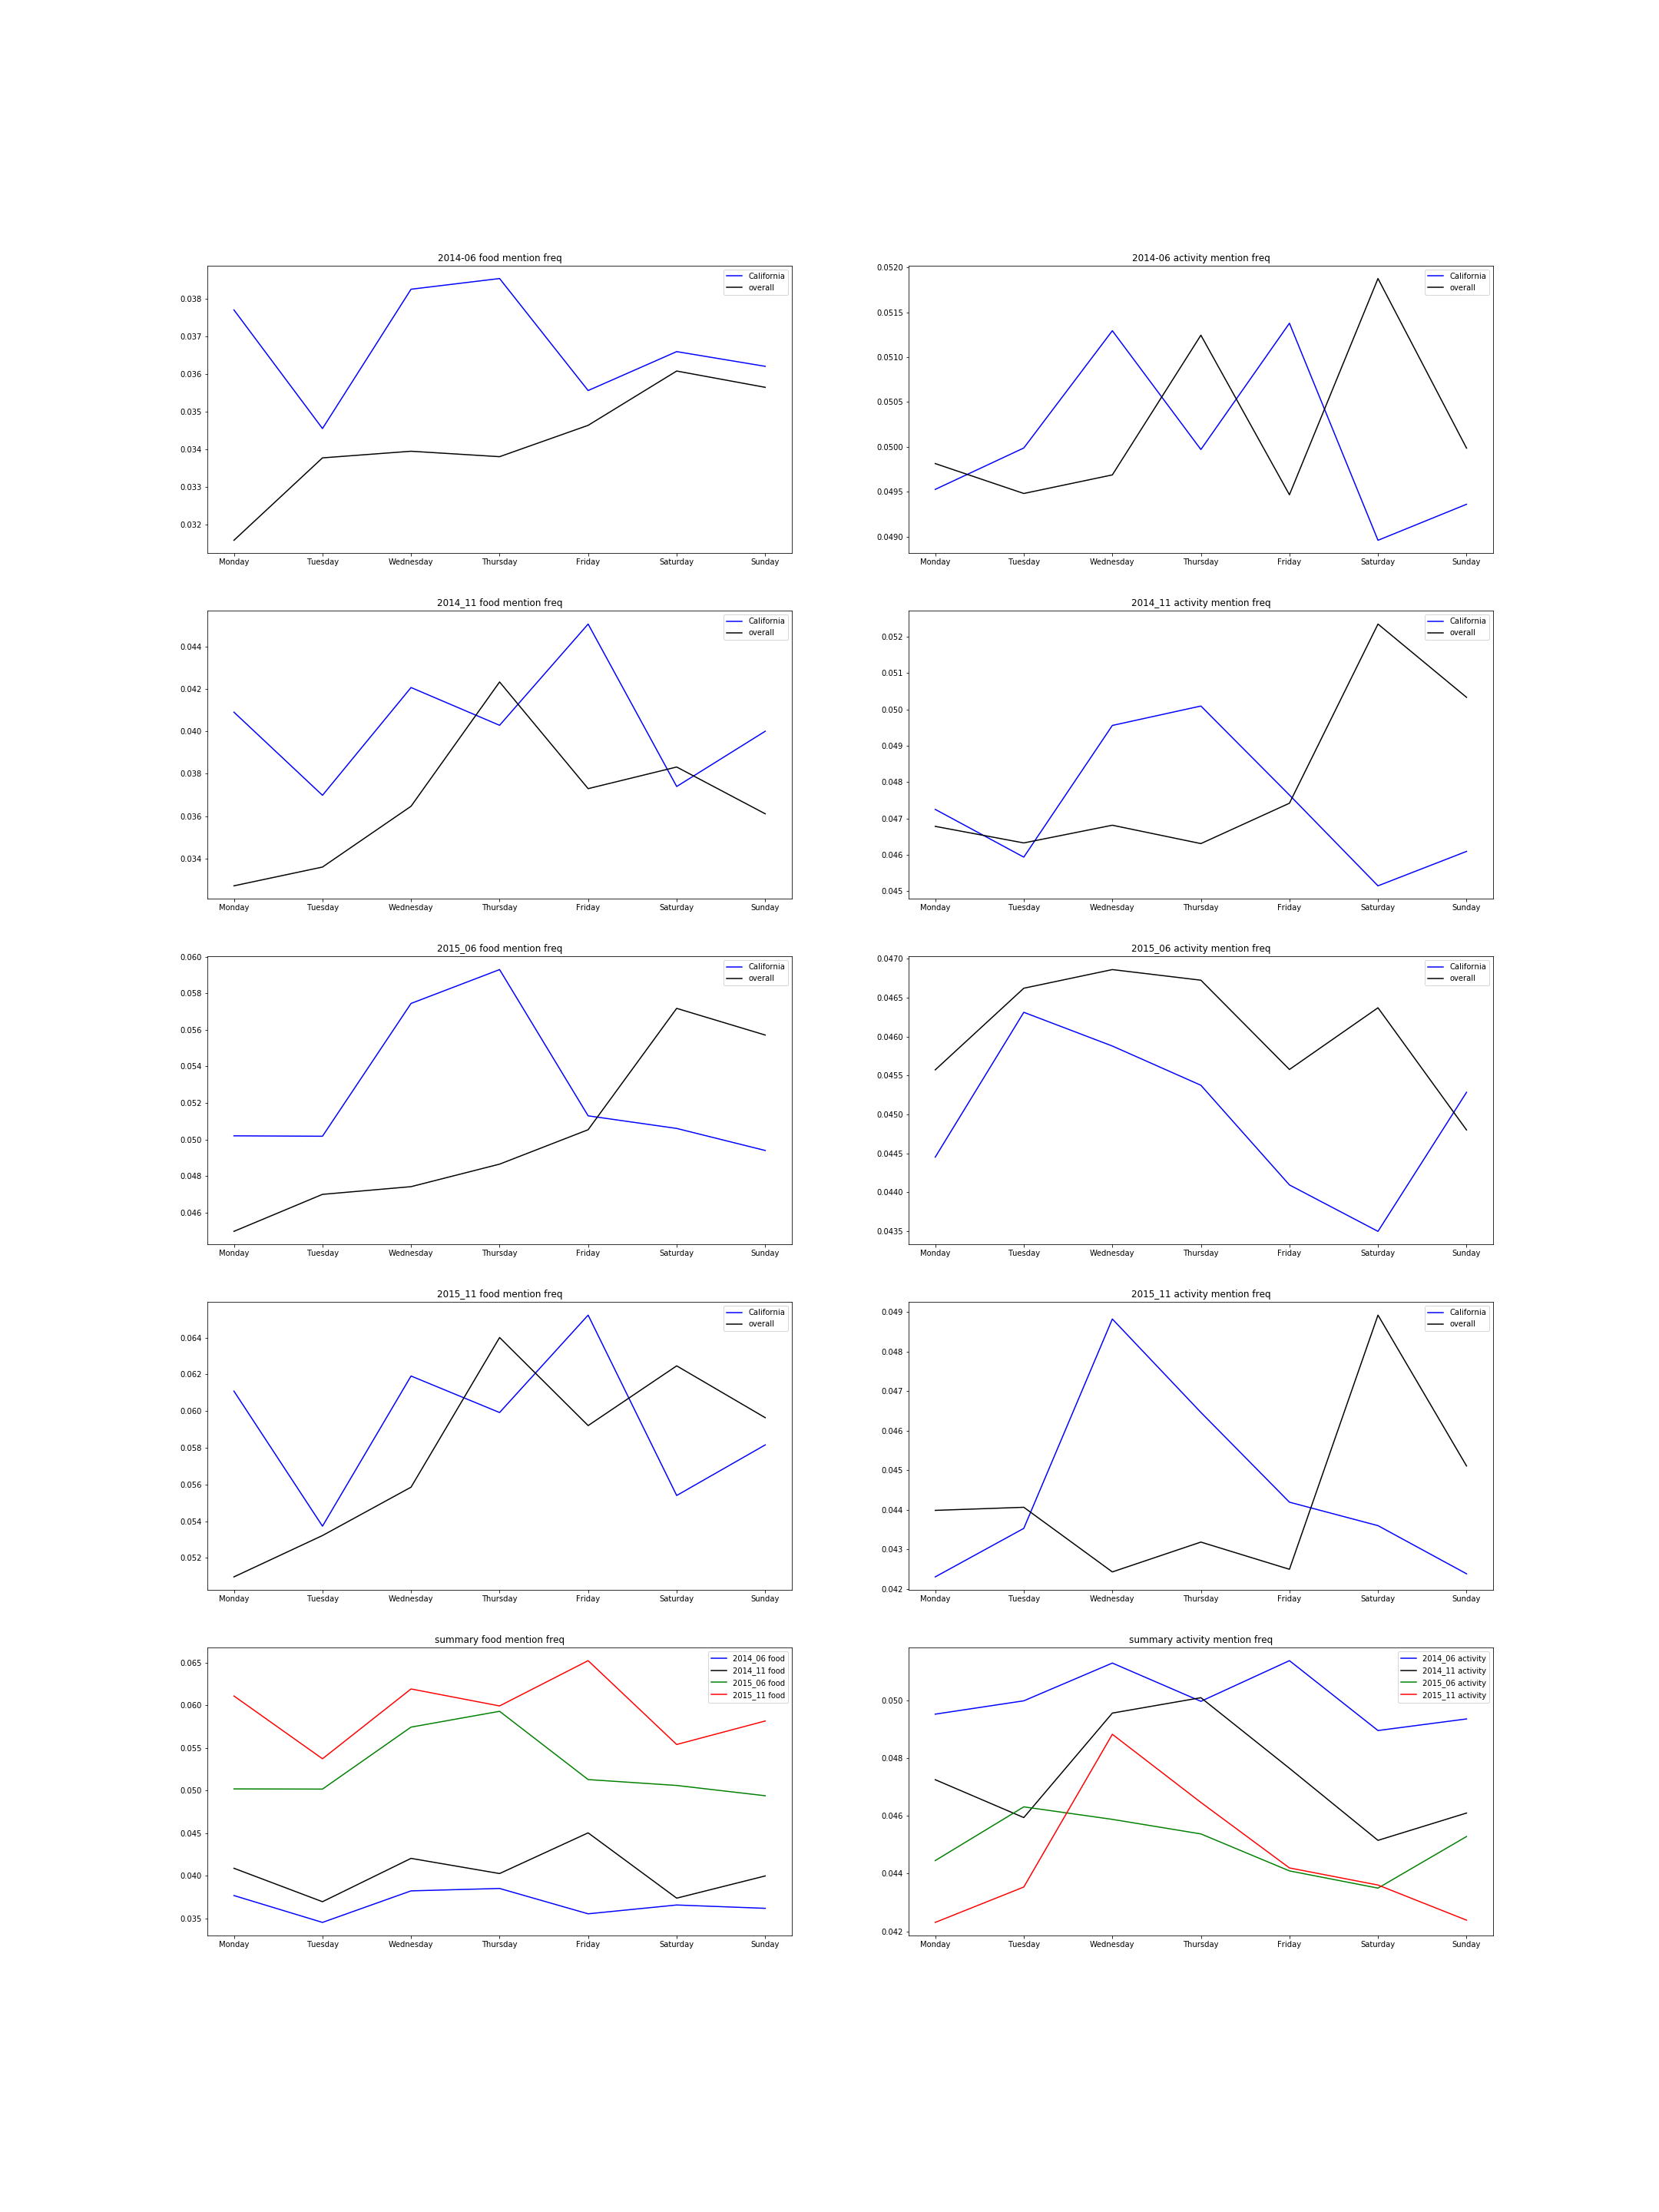 2014-06 food mention freq
California
overall
0.038
0.037
0.036
0.035
0.034
0.033
0.032
Monday Tuesday Wednesday Thursday Friday Saturday Sunday
2014-06 activity mention freq
California
overall
0.0520
0.0515
0.0510
0.0505
0.0500
0.0495
0.0490
Monday Tuesday Wednesday Thursday Friday Saturday Sunday
2014_11 food mention freq
California
overall
0.044
0.042
0.040
0.038
0.036
0.034
Monday Tuesday Wednesday Thursday Friday Saturday Sunday
2014_11 activity mention freq
California
overall
0.052
0.051
0.050
0.049
0.048
0.047
0.046
0.045
Monday Tuesday Wednesday Thursday Friday Saturday Sunday
2015_06 food mention freq
California
overall
0.060
0.058
0.056
0.054
0.052
0.050
0.048
0.046
Monday Tuesday Wednesday Thursday Friday Saturday Sunday
2015_06 activity mention freq
California
overall
0.0470
0.0465
0.0460
0.0455
0.0450
0.0445
0.0440
0.0435
Monday Tuesday Wednesday Thursday Friday Saturday Sunday
2015_11 food mention freq
California
overall
0.064
0.062
0.060
0.058
0.056
0.054
0.052
Monday Tuesday Wednesday Thursday Friday Saturday Sunday
2015_11 activity mention freq
California
overall
0.049
0.048
0.047
0.046
0.045
0.044
0.043
0.042
Monday Tuesday Wednesday Thursday Friday Saturday Sunday
summary food mention freq
2014_06 food
2014_11 food
2015_06 food
2015_11 food
0.065
0.060
0.055
0.050
0.045
0.040
0.035
Monday Tuesday Wednesday Thursday Friday Saturday Sunday
summary activity mention freq
2014_06 activity
2014_11 activity
2015_06 activity
2015_11 activity
0.050
0.048
0.046
0.044
0.042
Monday Tuesday Wednesday Thursday Friday Saturday Sunday